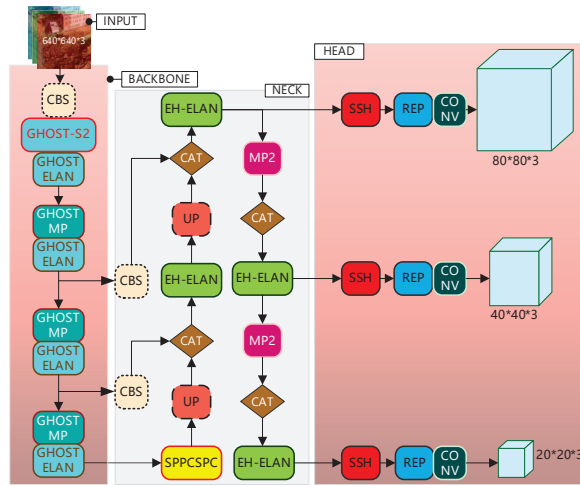 INPUT
640*640*3
BACKBONE
HEAD
NECK
CBS
GHOST-S2
GHOST
ELAN
GHOST
MP
GHOST
ELAN
GHOST
MP
GHOST
ELAN
GHOST
MP
GHOST
ELAN
CBS
CBS
EH-ELAN
CAT
UP
EH-ELAN
CAT
UP
SPPCSPC
MP2
CAT
EH-ELAN
MP2
CAT
EH-ELAN
SSH
REP
CO
NV
80*80*3
SSH
REP
CO
NV
40*40*3
SSH
REP
CO
NV
20*20*3